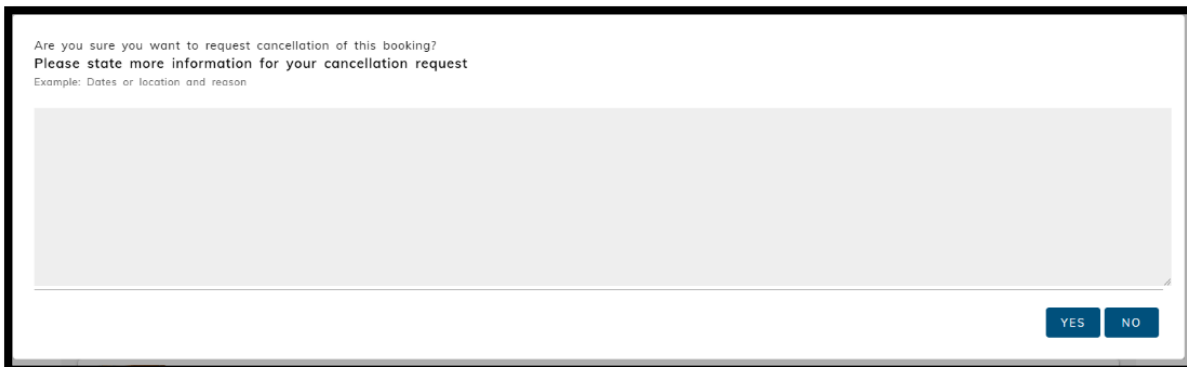 Are you sure you want to request cancellation of this booking?
Please state more information for your cancellation request
Example: Dates or location and reason
YES NO